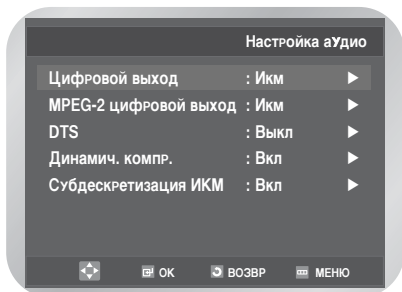 Настройка аудио
Цифровой выход : Икм ▶
MPEG-2 цифровой выход : Икм ▶
DTS : Выкл ▶
Динамич. компр. : Вкл ▶
Субдескретизация ИКМ : Вкл ▶
ОК ВОЗВР МЕНЮ